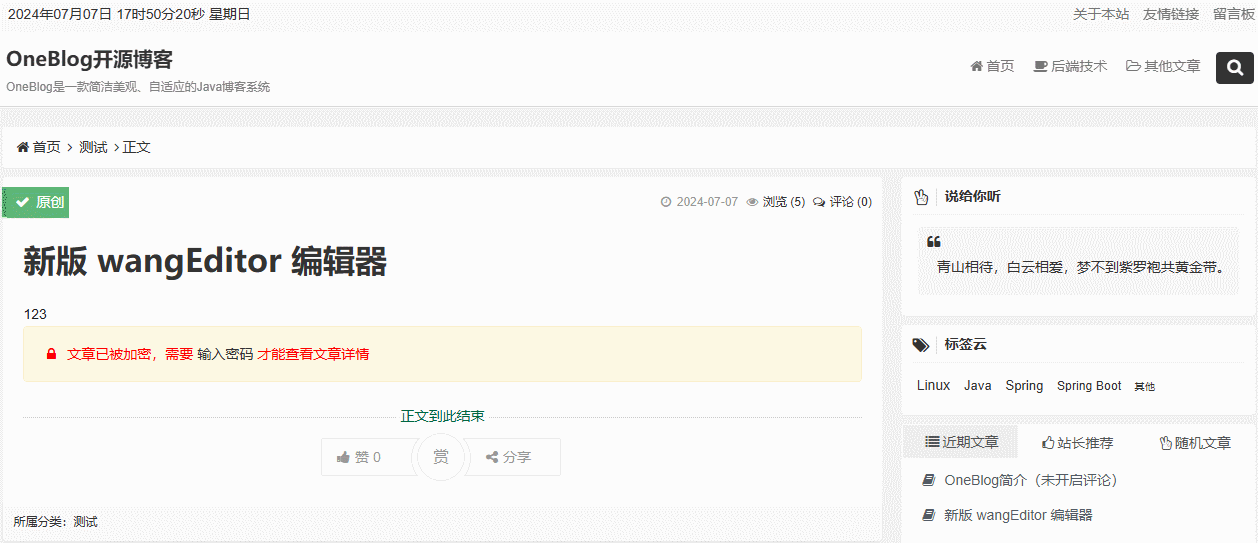 2024年07月07日 17时50分20秒 星期日
关于本站 友情链接 留言板
OneBlog开源博客
OneBlog是一款简洁美观、自适应的Java博客系统
首页 后端技术 其他文章
首页 > 测试 > 正文
原创
2024-07-07 浏览 (5) 评论 (0)
新版 wangEditor 编辑器
123
文章已被加密，需要 输入密码 才能查看文章详情
正文到此结束
赞 0 赏 分享
所属分类：测试
说给你听
青山相待，白云相爱，梦不到紫罗袍共黄金带。
标签云
Linux Java Spring Spring Boot 其他
近期文章 站长推荐 随机文章
OneBlog简介（未开启评论）
新版 wangEditor 编辑器